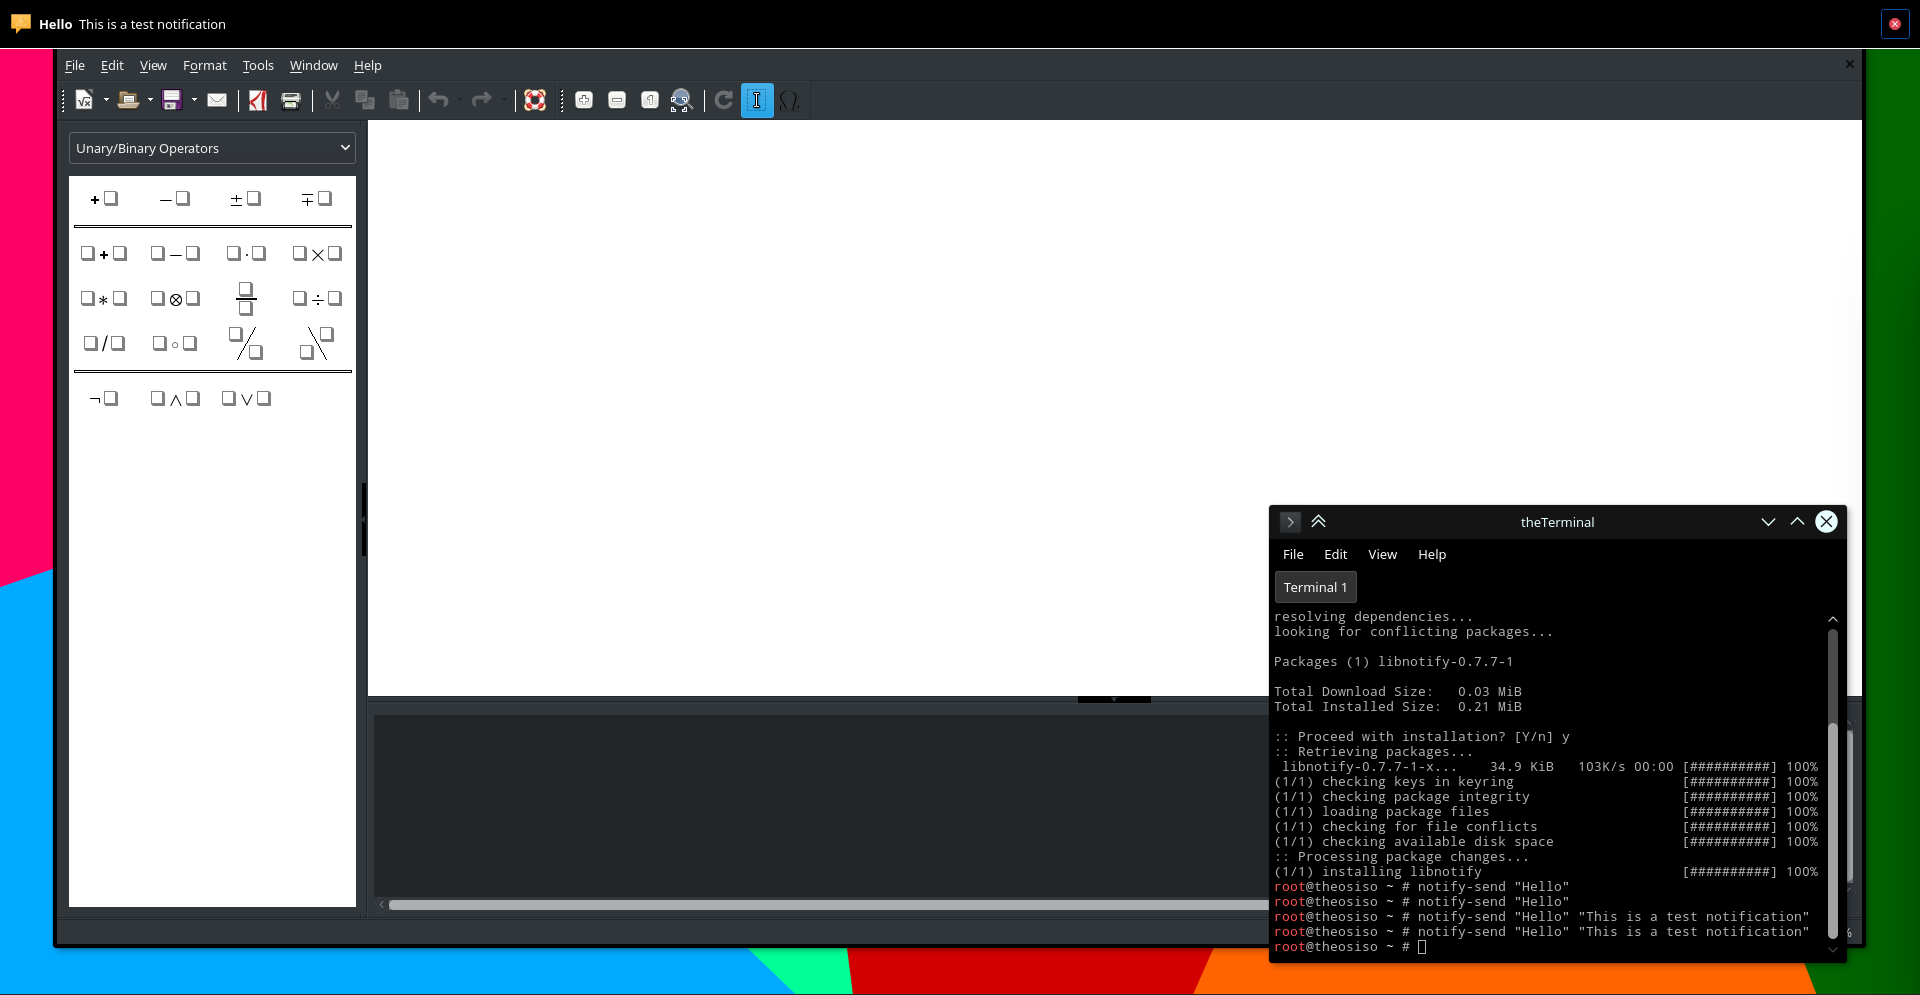 Hello This is a test notification
File Edit View Format Tools Window Help
Unary/Binary Operators
theTerminal
File Edit View Help
Terminal 1
resolving dependencies...
looking for conflicting packages...
Packages (1) libnotify-0.7.7-1
Total Download Size: 0.03 MiB
Total Installed Size: 0.21 MiB
:: Proceed with installation? [Y/n] y
:: Retrieving packages...
libnotify-0.7.7-1-x... 34.9 KiB 103K/s 00:00 [##########] 100%
(1/1) checking keys in keyring [##########] 100%
(1/1) checking package integrity [##########] 100%
(1/1) loading package files [##########] 100%
(1/1) checking for file conflicts [##########] 100%
(1/1) checking available disk space [##########] 100%
:: Processing package changes...
(1/1) installing libnotify [##########] 100%
root@theosiso ~ # notify-send "Hello"
root@theosiso ~ # notify-send "Hello"
root@theosiso ~ # notify-send "Hello" "This is a test notification"
root@theosiso ~ # notify-send "Hello" "This is a test notification"
root@theosiso ~ #
%